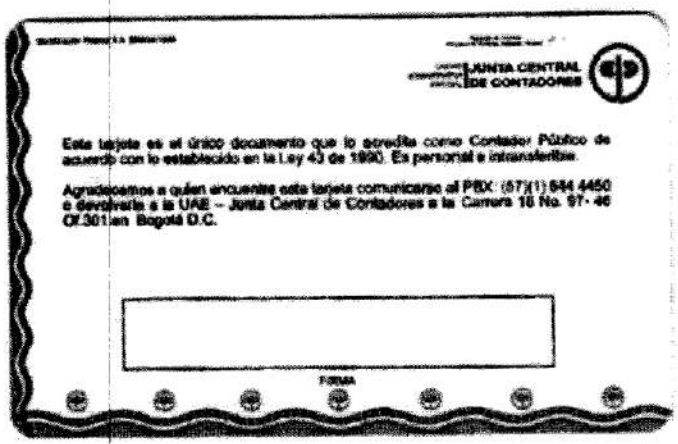 JUNTA CENTRAL
DE CONTADORES
Esta tarjeta es el único documento que lo acredita como Contador Público de
acuerdo con lo establecido en la Ley 43 de 1990. Es personal e intransferible.
Agradecemos a quien encuentre esta tarjeta comunicarse al PBX: (57)(1) 644 4450
o devolverla a la UAE – Junta Central de Contadores a la Carrera 16 No. 97- 46
Of.301 en Bogotá D.C.
FIRMA